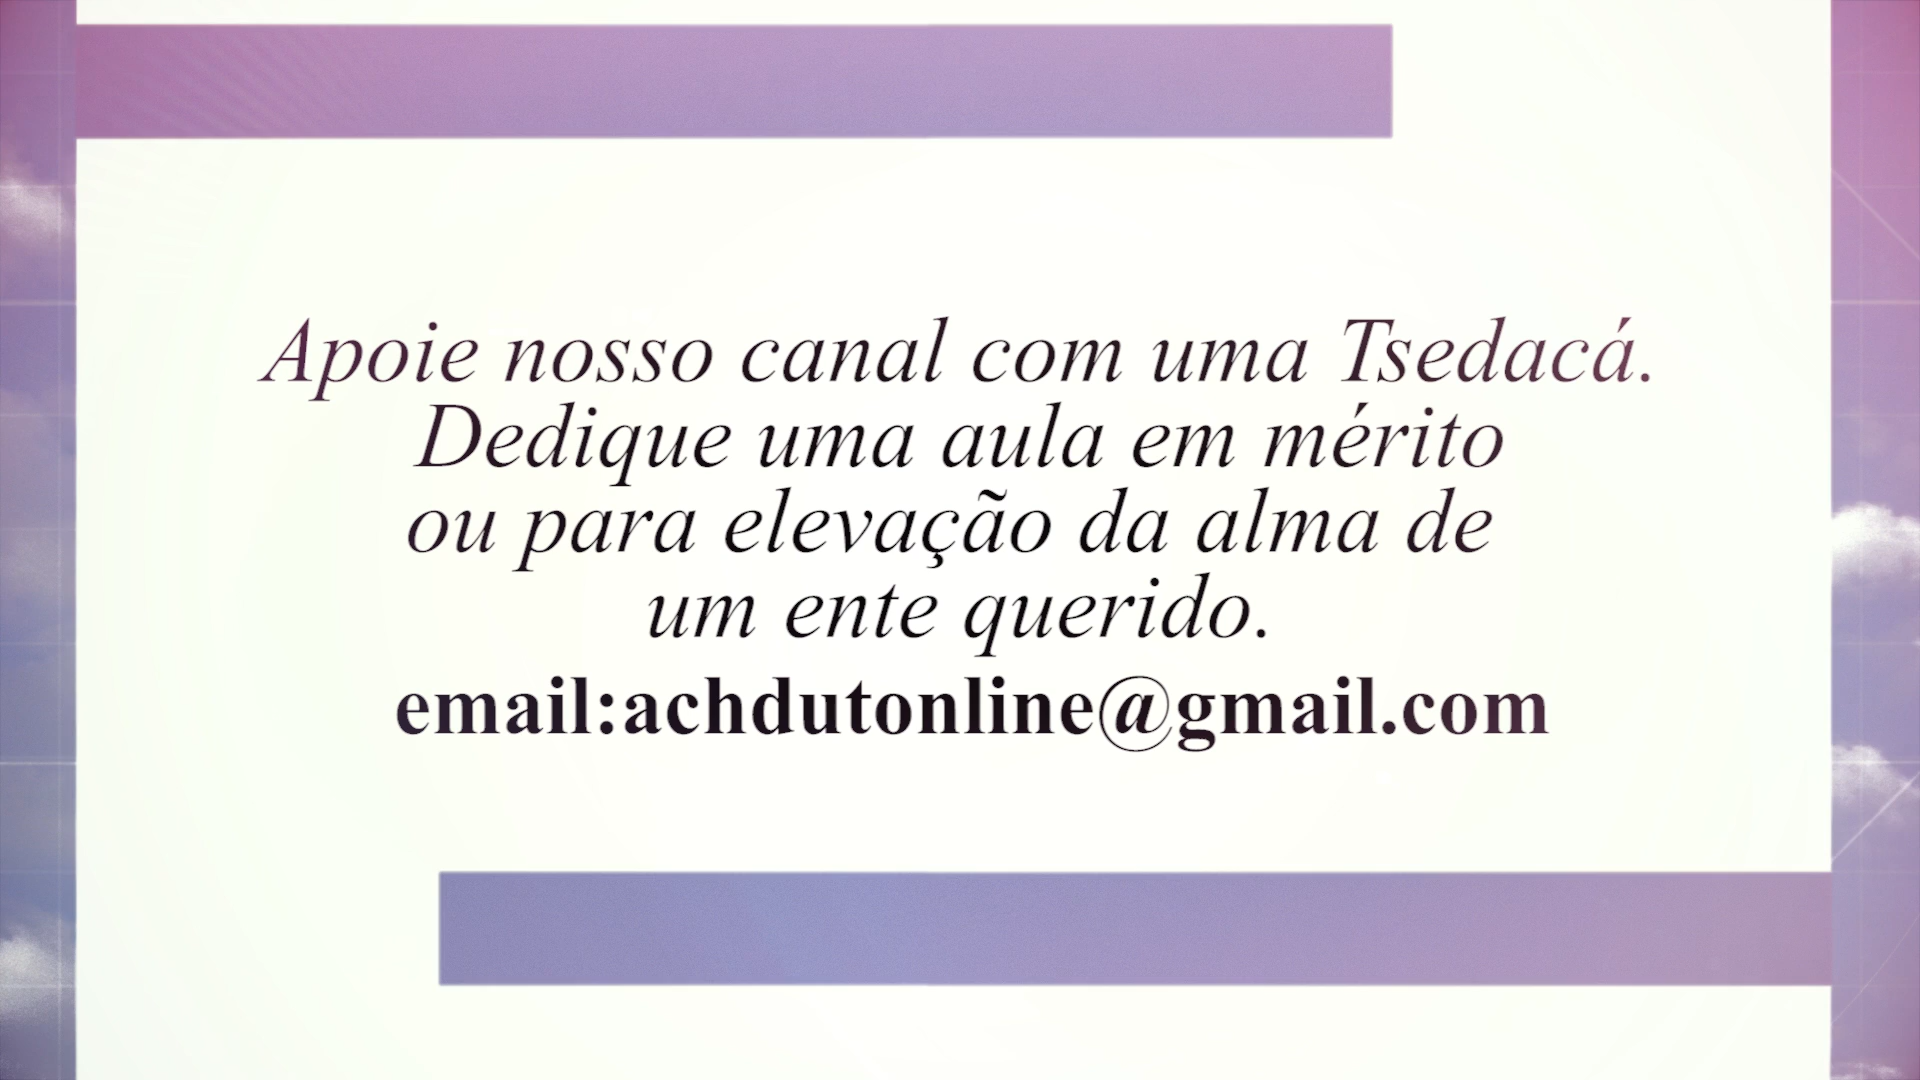 Apoie nosso canal com uma Tsedacá.
Dedique uma aula em mérito
ou para elevação da alma de
um ente querido.
email:achdutonline@gmail.com